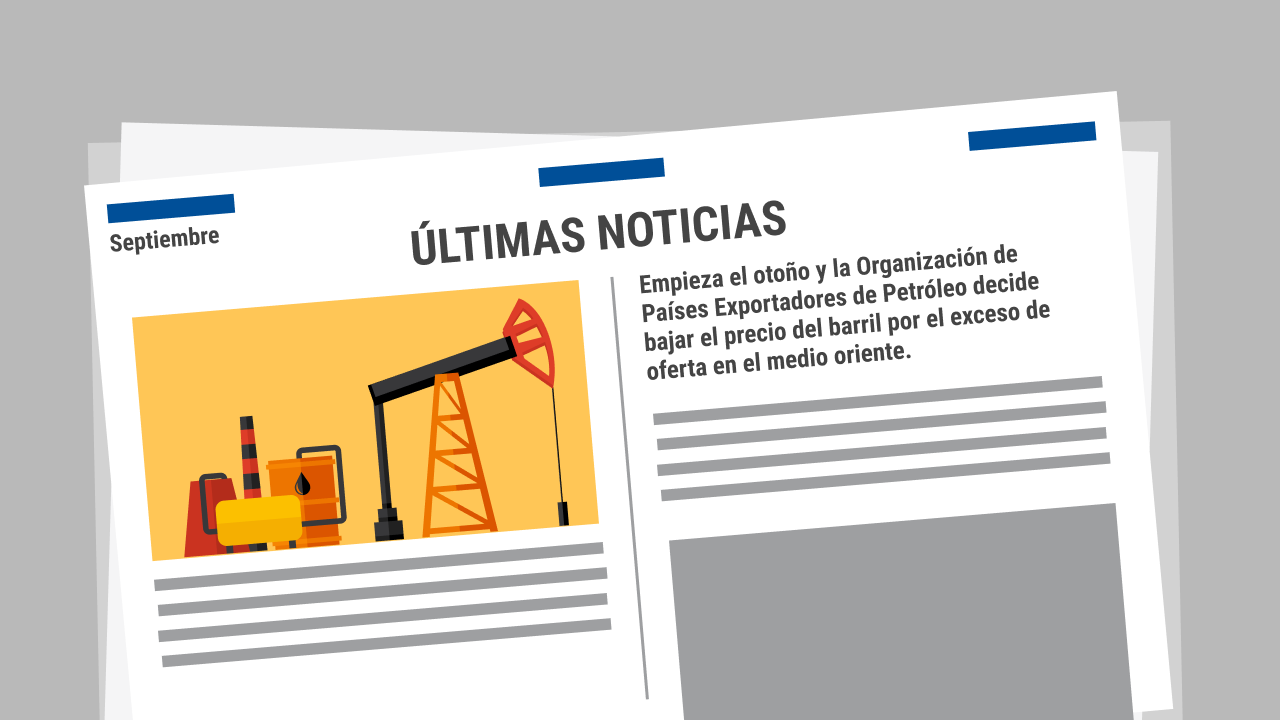 Septiembre
ÚLTIMAS NOTICIAS
Empieza el otoño y la Organización de
Países Exportadores de Petróleo decide
bajar el precio del barril por el exceso de
oferta en el medio oriente.